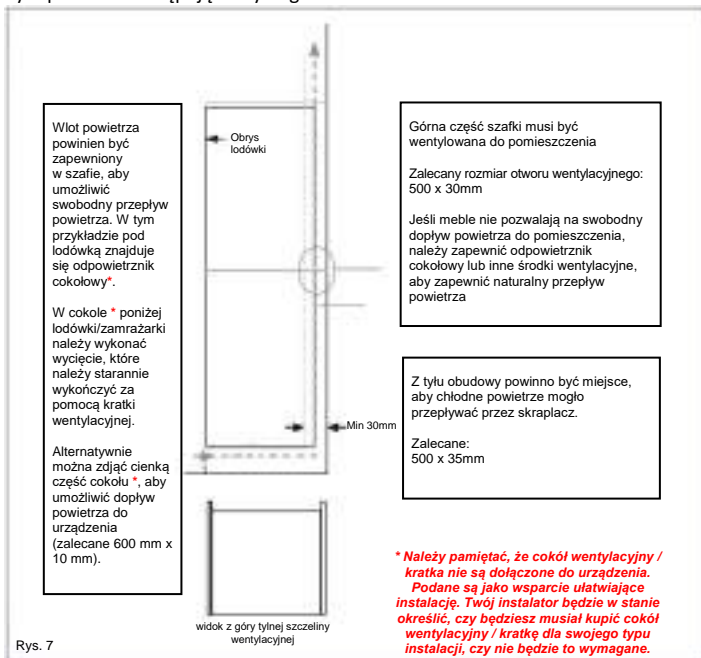 Wlot powietrza
powinien być
zapewniony
w szafie, aby
umożliwić
swobodny przepływ
powietrza. W tym
przykładzie pod
lodówką znajduje
się odpowietrznik
cokołowy*.
W cokole * poniżej
lodówki/zamrażarki
należy wykonać
wycięcie, które
należy starannie
wykończyć za
pomocą kratki
wentylacyjnej.
Alternatywnie
można zdjąć cienką
część cokołu *, aby
umożliwić dopływ
powietrza do
urządzenia
(zalecane 600 mm x
10 mm).
Obrys
lodówki
Min 30mm
widok z góry tylnej szczeliny
wentylacyjnej
Górna część szafki musi być
wentylowana do pomieszczenia
Zalecany rozmiar otworu wentylacyjnego:
500 x 30mm
Jeśli meble nie pozwalają na swobodny
dopływ powietrza do pomieszczenia,
należy zapewnić odpowietrznik
cokołowy lub inne środki wentylacyjne,
aby zapewnić naturalny przepływ
powietrza
Z tyłu obudowy powinno być miejsce,
aby chłodne powietrze mogło
przepływać przez skraplacz.
Zalecane:
500 x 35mm
* Należy pamiętać, że cokół wentylacyjny /
kratka nie są dołączone do urządzenia.
Podane są jako wsparcie ułatwiające
instalację. Twój instalator będzie w stanie
określić, czy będziesz musiał kupić cokół
wentylacyjny / kratkę dla swojego typu
instalacji, czy nie będzie to wymagane.
Rys. 7